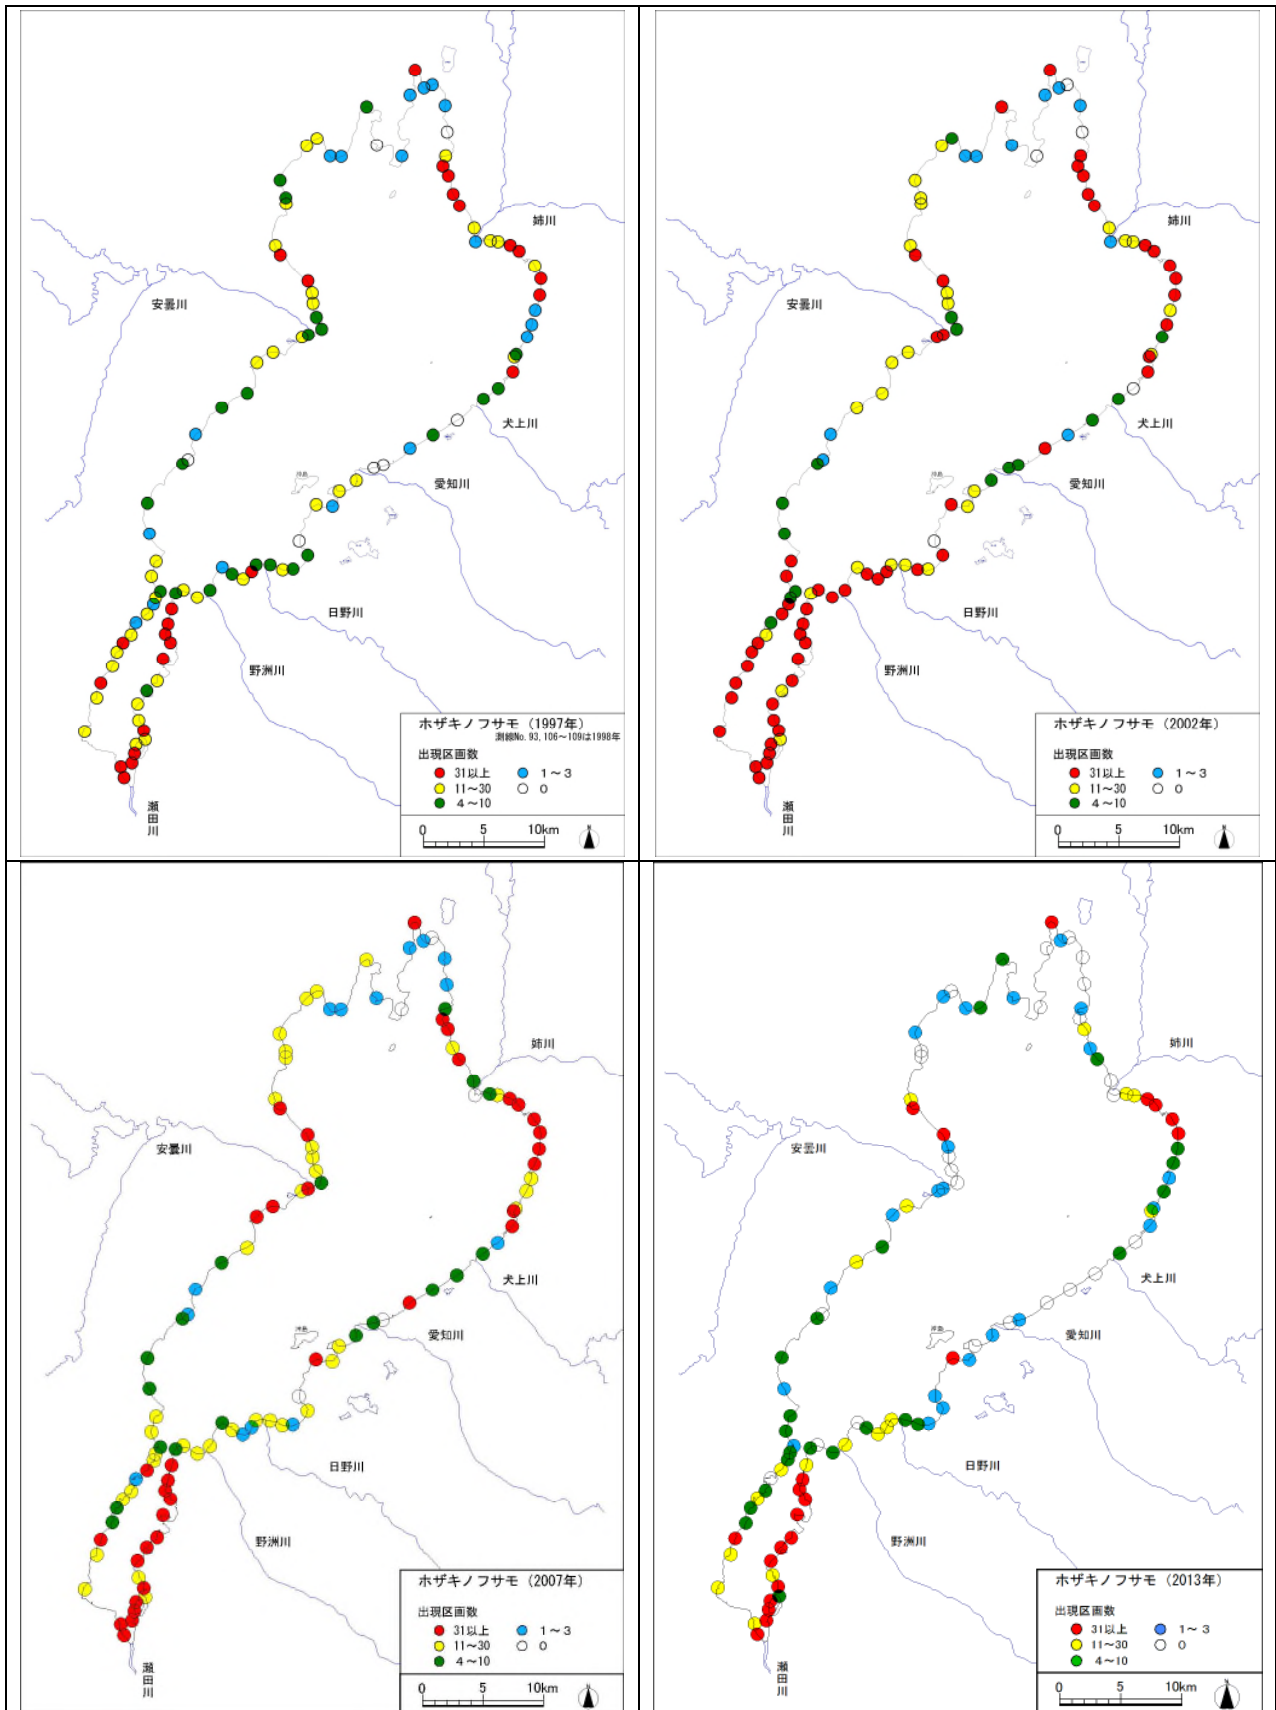 姉川
安曇川
犬上川
愛知川
沖島
日野川
野洲川
瀬田川
ホザキノフサモ（1997年）
測線No. 93, 106～109は1998年
出現区画数
31以上 1～3
11～30 0
4～10
0 5 10km
N
姉川
安曇川
犬上川
愛知川
沖島
日野川
野洲川
瀬田川
ホザキノフサモ（2002年）
出現区画数
31以上 1～3
11～30 0
4～10
0 5 10km
N
姉川
安曇川
犬上川
愛知川
沖島
日野川
野洲川
瀬田川
ホザキノフサモ（2007年）
出現区画数
31以上 1～3
11～30 0
4～10
0 5 10km
N
姉川
安曇川
犬上川
愛知川
沖島
日野川
野洲川
瀬田川
ホザキノフサモ（2013年）
出現区画数
31以上 1～3
11～30 0
4～10
0 5 10km
N